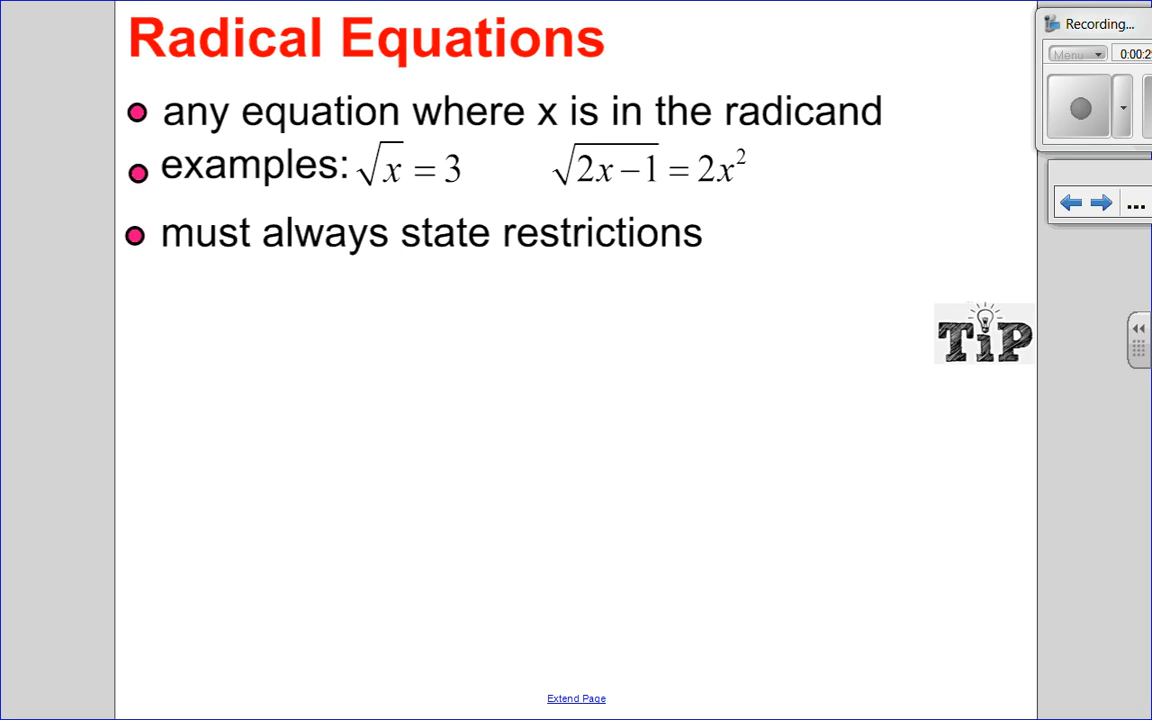 Radical Equations
any equation where x is in the radicand
examples: √x = 3 √(2x−1) = 2x²
must always state restrictions
TiP
Extend Page
Recording...
Menu
0:00:2
...